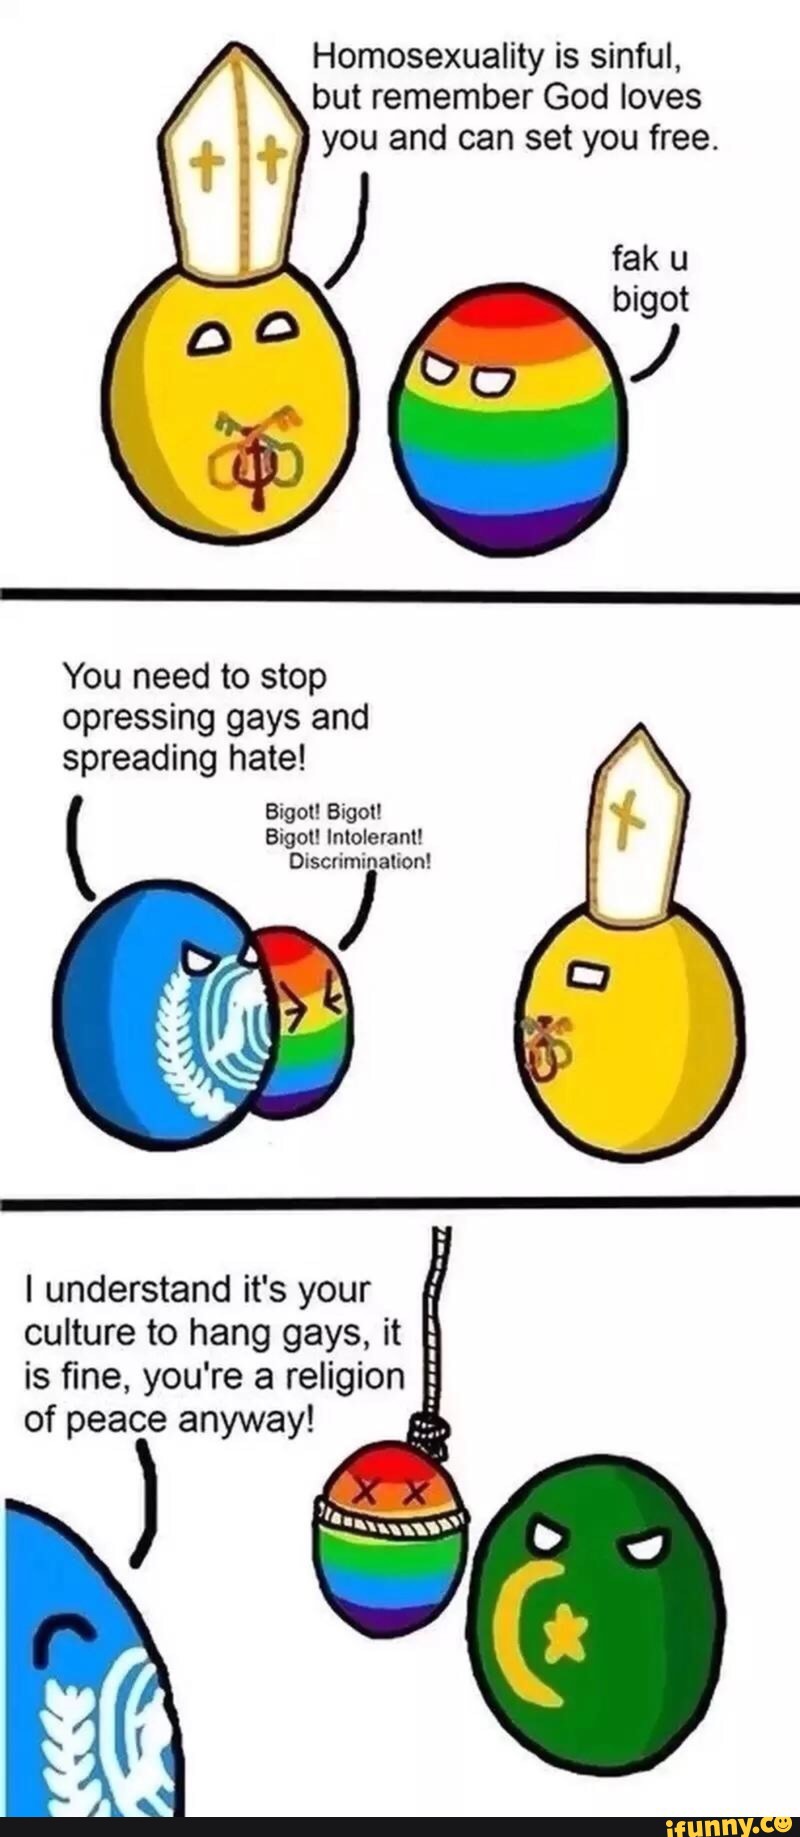 Homosexuality is sinful,
but remember God loves
you and can set you free.
fak u
bigot
You need to stop
opressing gays and
spreading hate!
Bigot! Bigot!
Bigot! Intolerant!
Discrimination!
I understand it's your
culture to hang gays, it
is fine, you're a religion
of peace anyway!
ifunny.co